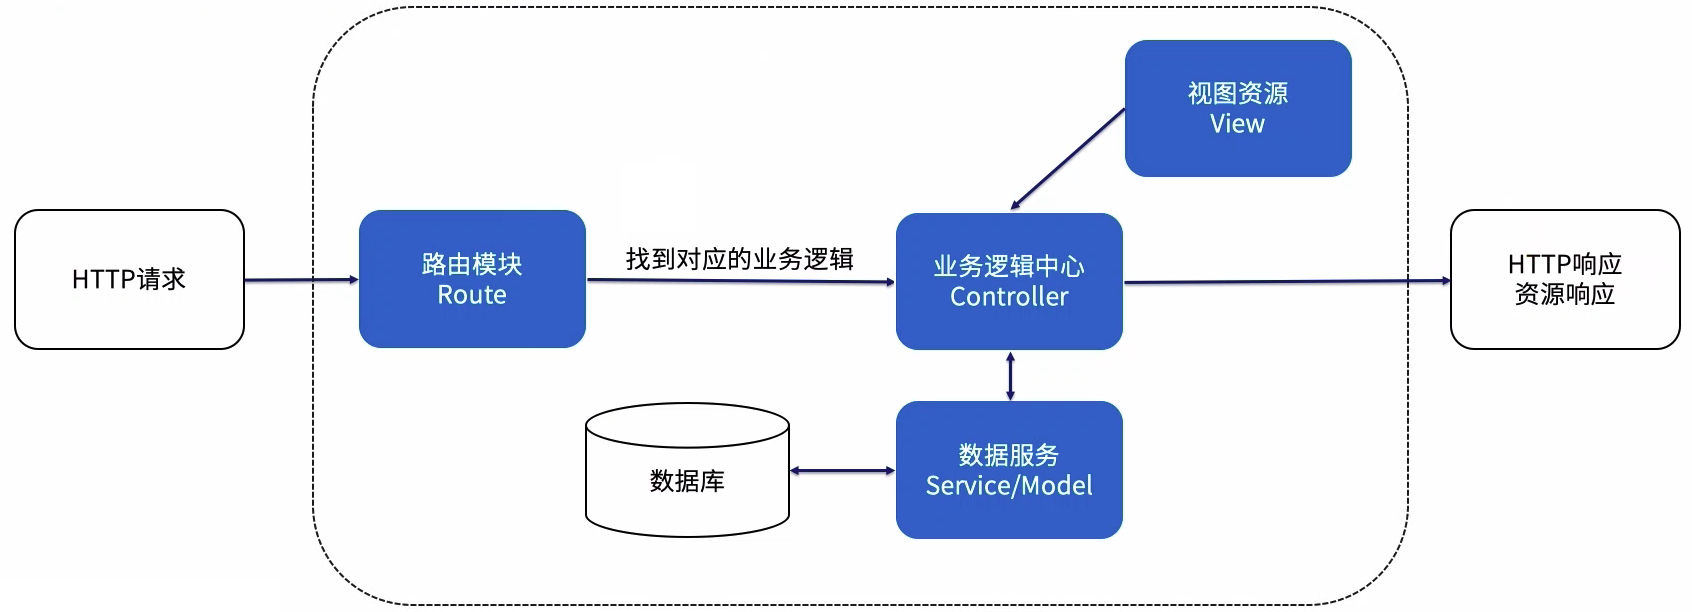 视图资源
View
HTTP请求
路由模块
Route
找到对应的业务逻辑
业务逻辑中心
Controller
HTTP响应
资源响应
数据库
数据服务
Service/Model